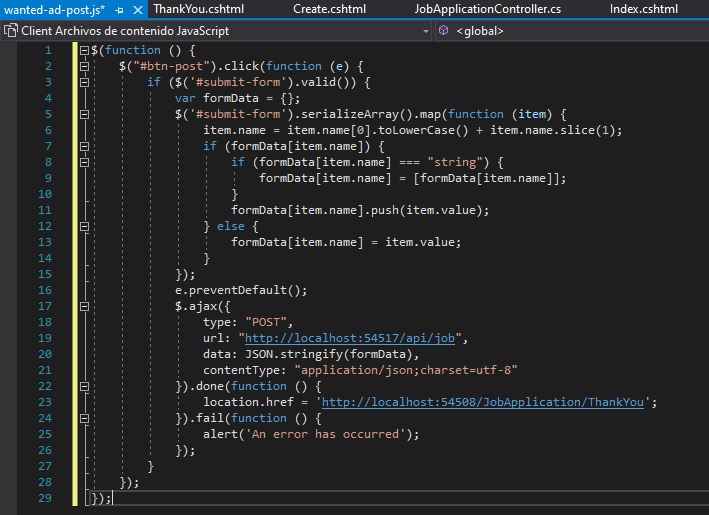 wanted-ad-post.js* ThankYou.cshtml Create.cshtml JobApplicationController.cs Index.cshtml
Client Archivos de contenido JavaScript <global>
1 $(function () {
2 $("#btn-post").click(function (e) {
3 if ($('#submit-form').valid()) {
4 var formData = {};
5 $('#submit-form').serializeArray().map(function (item) {
6 item.name = item.name[0].toLowerCase() + item.name.slice(1);
7 if (formData[item.name]) {
8 if (formData[item.name] === "string") {
9 formData[item.name] = [formData[item.name]];
10 }
11 formData[item.name].push(item.value);
12 } else {
13 formData[item.name] = item.value;
14 }
15 });
16 e.preventDefault();
17 $.ajax({
18 type: "POST",
19 url: "http://localhost:54517/api/job",
20 data: JSON.stringify(formData),
21 contentType: "application/json;charset=utf-8"
22 }).done(function () {
23 location.href = 'http://localhost:54508/JobApplication/ThankYou';
24 }).fail(function () {
25 alert('An error has occurred');
26 });
27 }
28 });
29 });